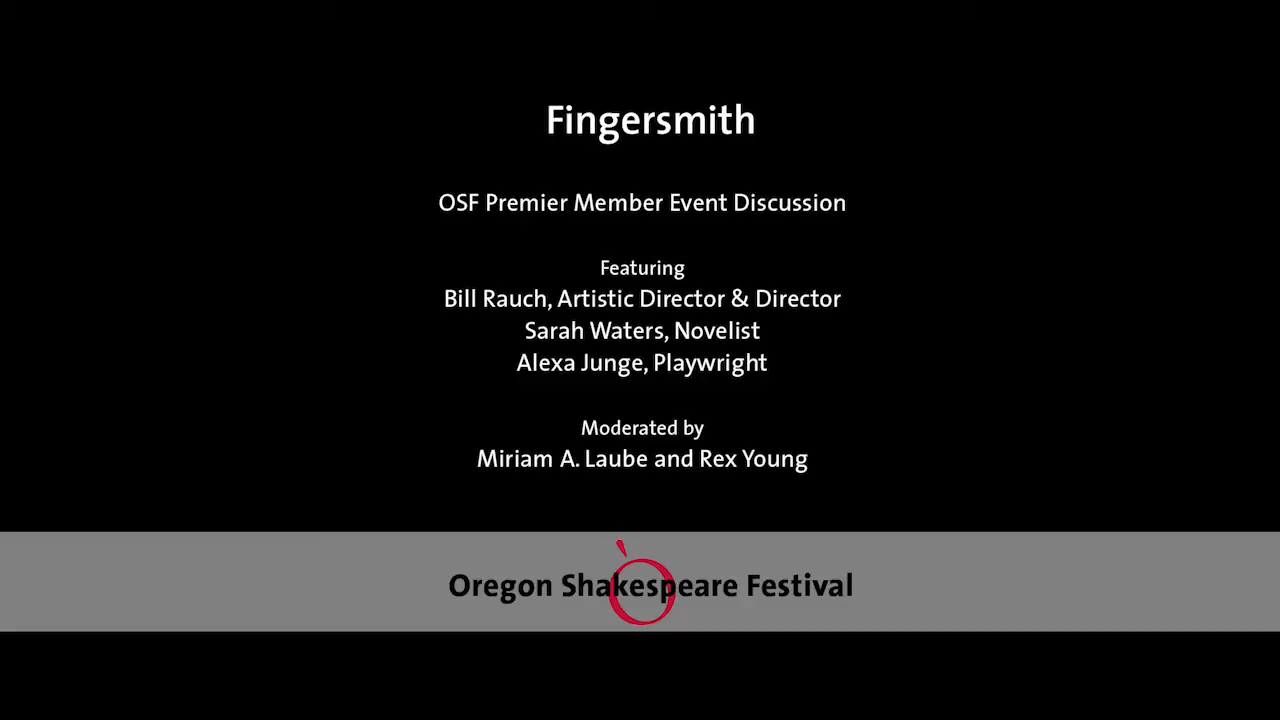 Fingersmith
OSF Premier Member Event Discussion
Featuring
Bill Rauch, Artistic Director & Director
Sarah Waters, Novelist
Alexa Junge, Playwright
Moderated by
Miriam A. Laube and Rex Young
Oregon Shakespeare Festival